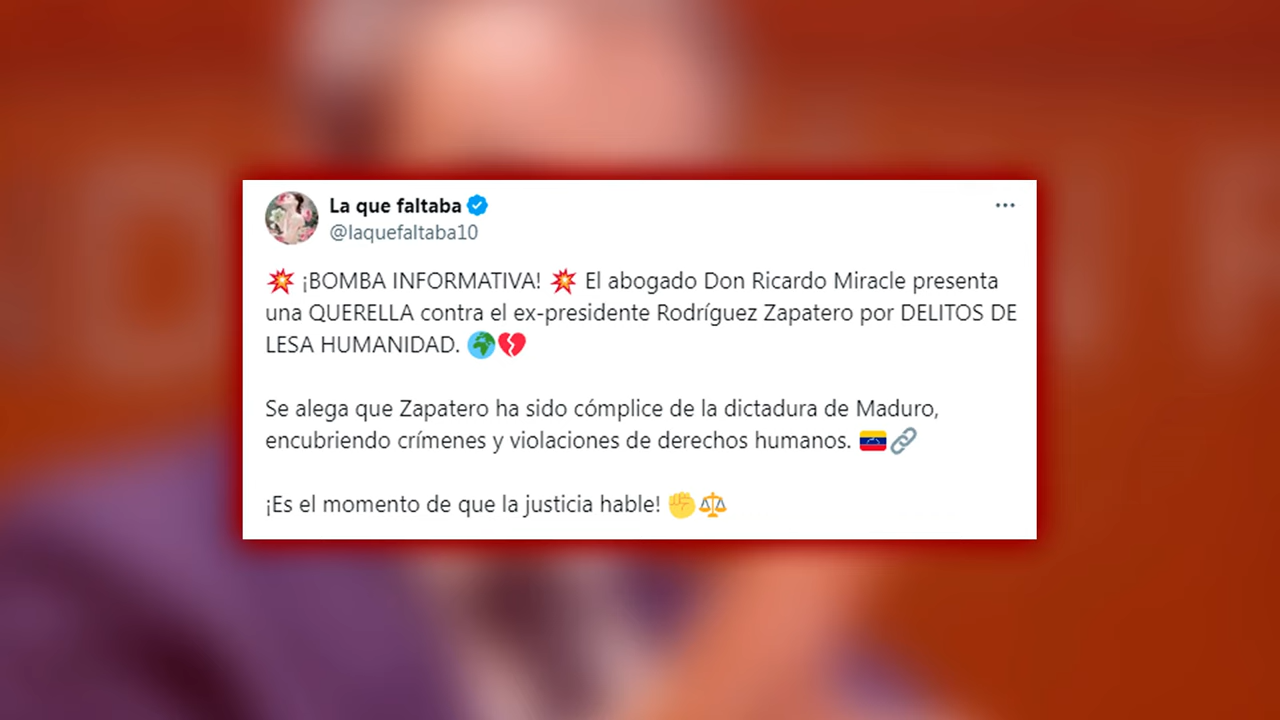 La que faltaba
@laquefaltaba10
💥 ¡BOMBA INFORMATIVA! 💥 El abogado Don Ricardo Miracle presenta
una QUERELLA contra el ex-presidente Rodríguez Zapatero por DELITOS DE
LESA HUMANIDAD. 🌍💔
Se alega que Zapatero ha sido cómplice de la dictadura de Maduro,
encubriendo crímenes y violaciones de derechos humanos. 🇻🇪🔗
¡Es el momento de que la justicia hable! ✊⚖️